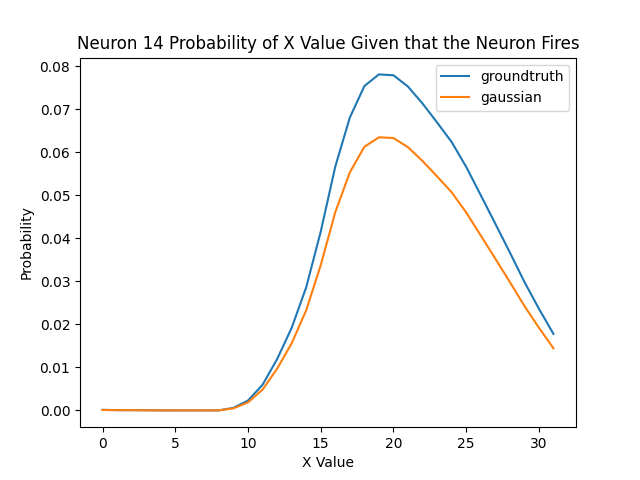 Neuron 14 Probability of X Value Given that the Neuron Fires
groundtruth
gaussian
0.08
0.07
0.06
0.05
0.04
0.03
0.02
0.01
0.00
Probability
0 5 10 15 20 25 30
X Value